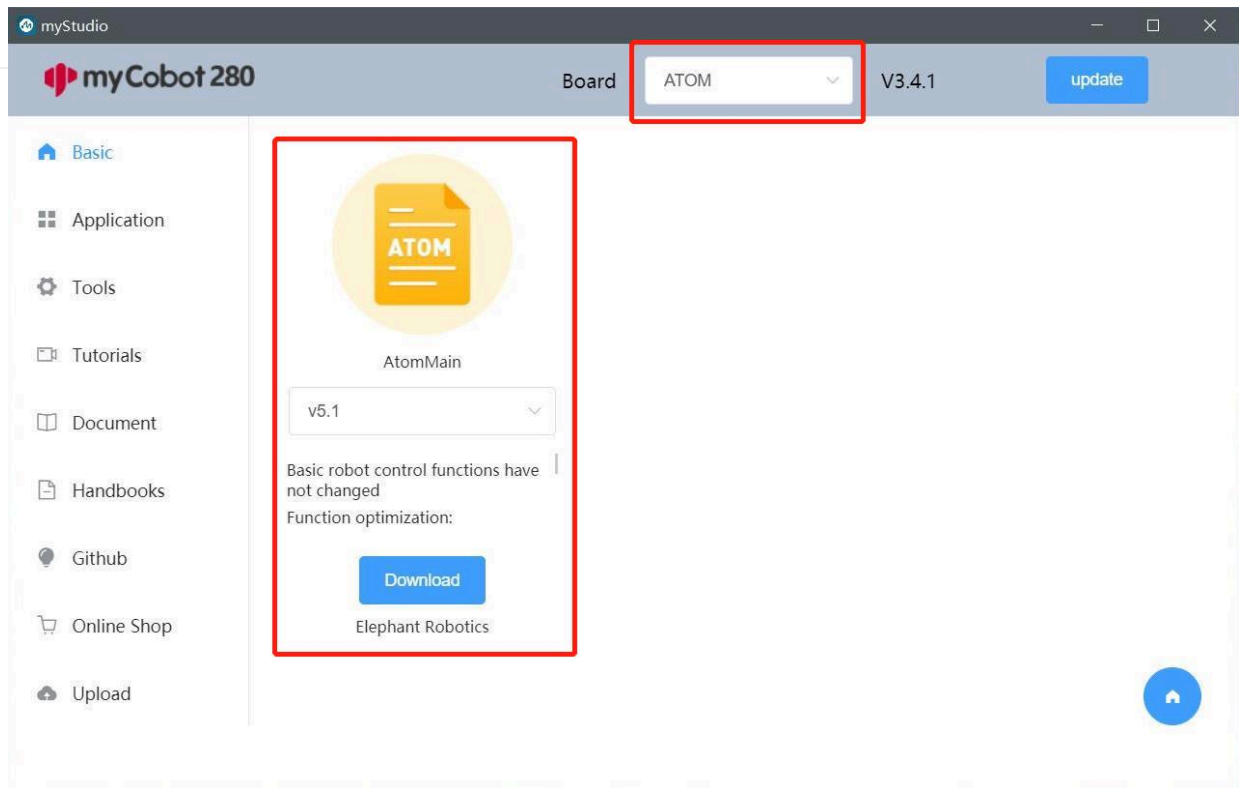 myStudio
myCobot 280
Board
ATOM
V3.4.1
update
Basic
Application
Tools
Tutorials
Document
Handbooks
Github
Online Shop
Upload
ATOM
AtomMain
v5.1
Basic robot control functions have
not changed
Function optimization:
Download
Elephant Robotics